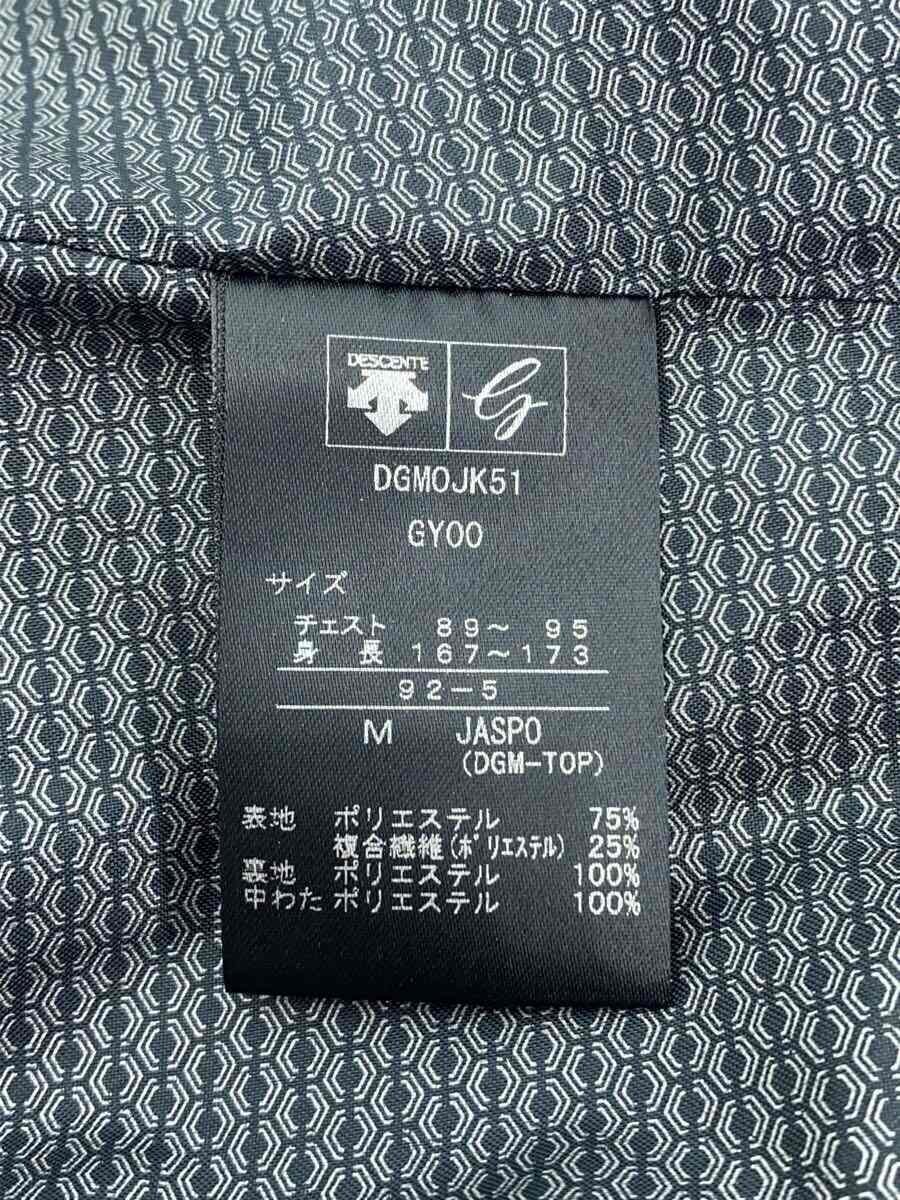 DESCENTE G
DGMOJK51
GY00
サイズ
チェスト 89～ 95
身 長 167～173
92-5
M JASPO
(DGM-TOP)
表地 ポリエステル 75%
複合繊維(ﾎﾟﾘｴｽﾃﾙ) 25%
裏地 ポリエステル 100%
中わた ポリエステル 100%